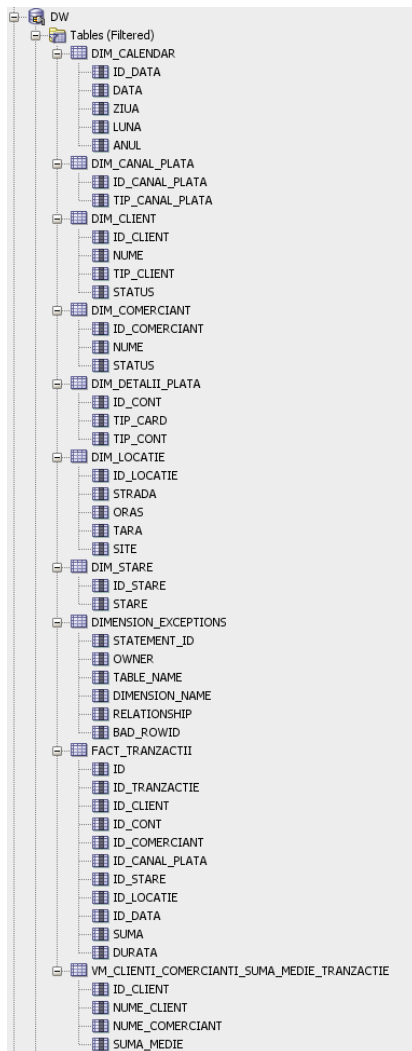 DW
Tables (Filtered)
DIM_CALENDAR
ID_DATA
DATA
ZIUA
LUNA
ANUL
DIM_CANAL_PLATA
ID_CANAL_PLATA
TIP_CANAL_PLATA
DIM_CLIENT
ID_CLIENT
NUME
TIP_CLIENT
STATUS
DIM_COMERCIANT
ID_COMERCIANT
NUME
STATUS
DIM_DETALII_PLATA
ID_CONT
TIP_CARD
TIP_CONT
DIM_LOCATIE
ID_LOCATIE
STRADA
ORAS
TARA
SITE
DIM_STARE
ID_STARE
STARE
DIMENSION_EXCEPTIONS
STATEMENT_ID
OWNER
TABLE_NAME
DIMENSION_NAME
RELATIONSHIP
BAD_ROWID
FACT_TRANZACTII
ID
ID_TRANZACTIE
ID_CLIENT
ID_CONT
ID_COMERCIANT
ID_CANAL_PLATA
ID_STARE
ID_LOCATIE
ID_DATA
SUMA
DURATA
VM_CLIENTI_COMERCIANTI_SUMA_MEDIE_TRANZACTIE
ID_CLIENT
NUME_CLIENT
NUME_COMERCIANT
SUMA_MEDIE